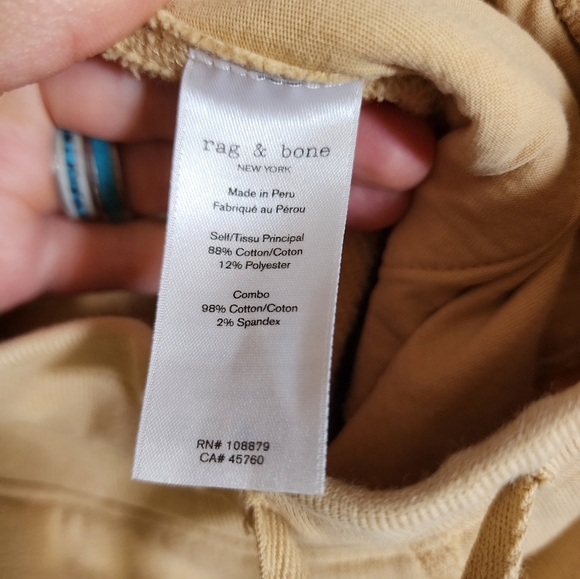 rag & bone
NEW YORK
Made in Peru
Fabriqué au Pérou
Self/Tissu Principal
88% Cotton/Coton
12% Polyester
Combo
98% Cotton/Coton
2% Spandex
RN# 108879
CA# 45760